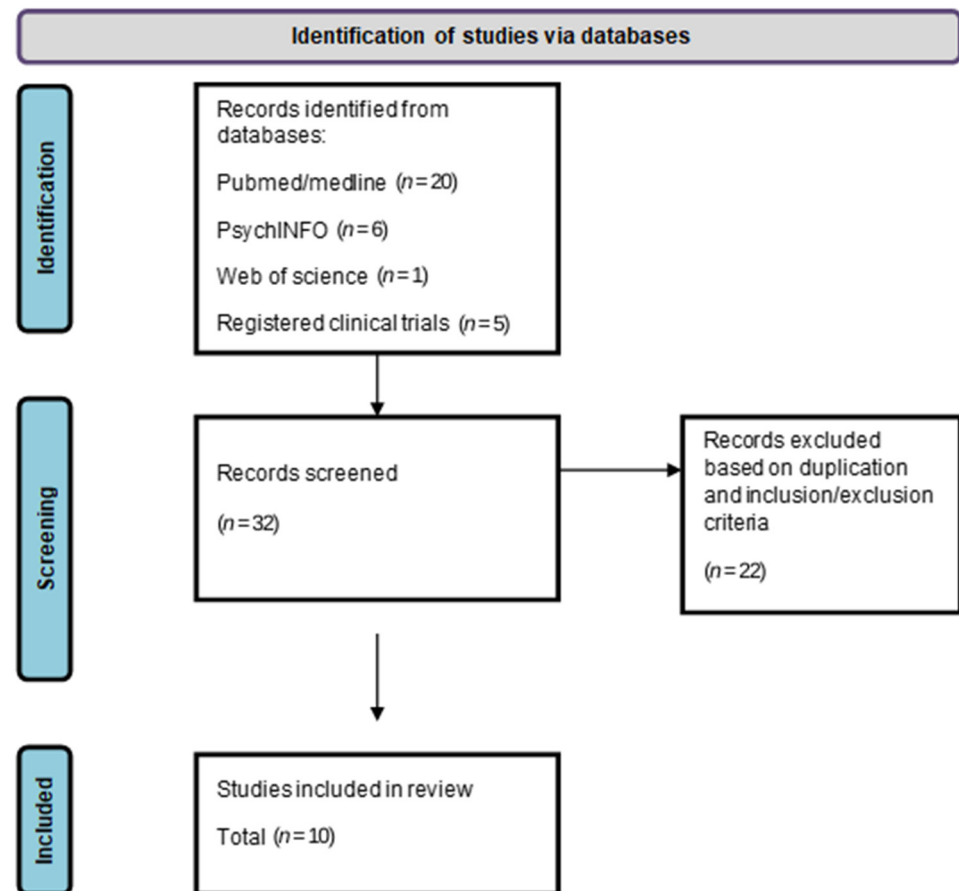 Identification of studies via databases
Identification
Records identified from
databases:
Pubmed/medline (n=20)
PsychINFO (n=6)
Web of science (n=1)
Registered clinical trials (n=5)
Screening
Records screened
(n=32)
Records excluded
based on duplication
and inclusion/exclusion
criteria
(n=22)
Included
Studies included in review
Total (n=10)